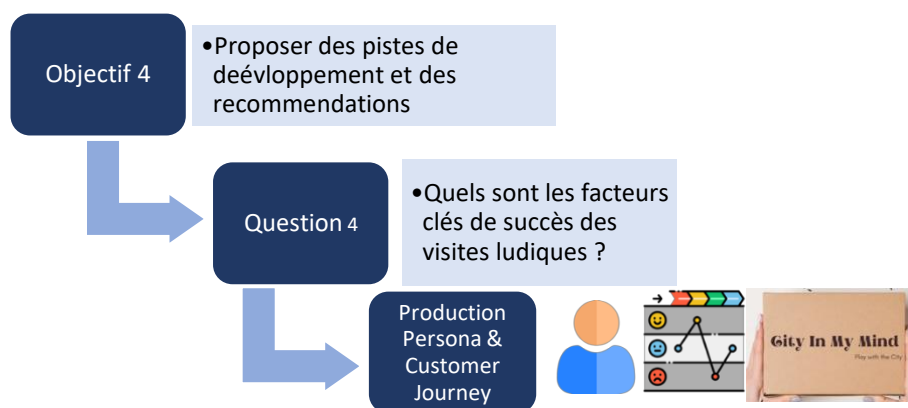 Objectif 4
•Proposer des pistes de
deévloppement et des
recommendations
Question 4
•Quels sont les facteurs
clés de succès des
visites ludiques ?
Production
Persona &
Customer
Journey
City In My Mind
Play with the City